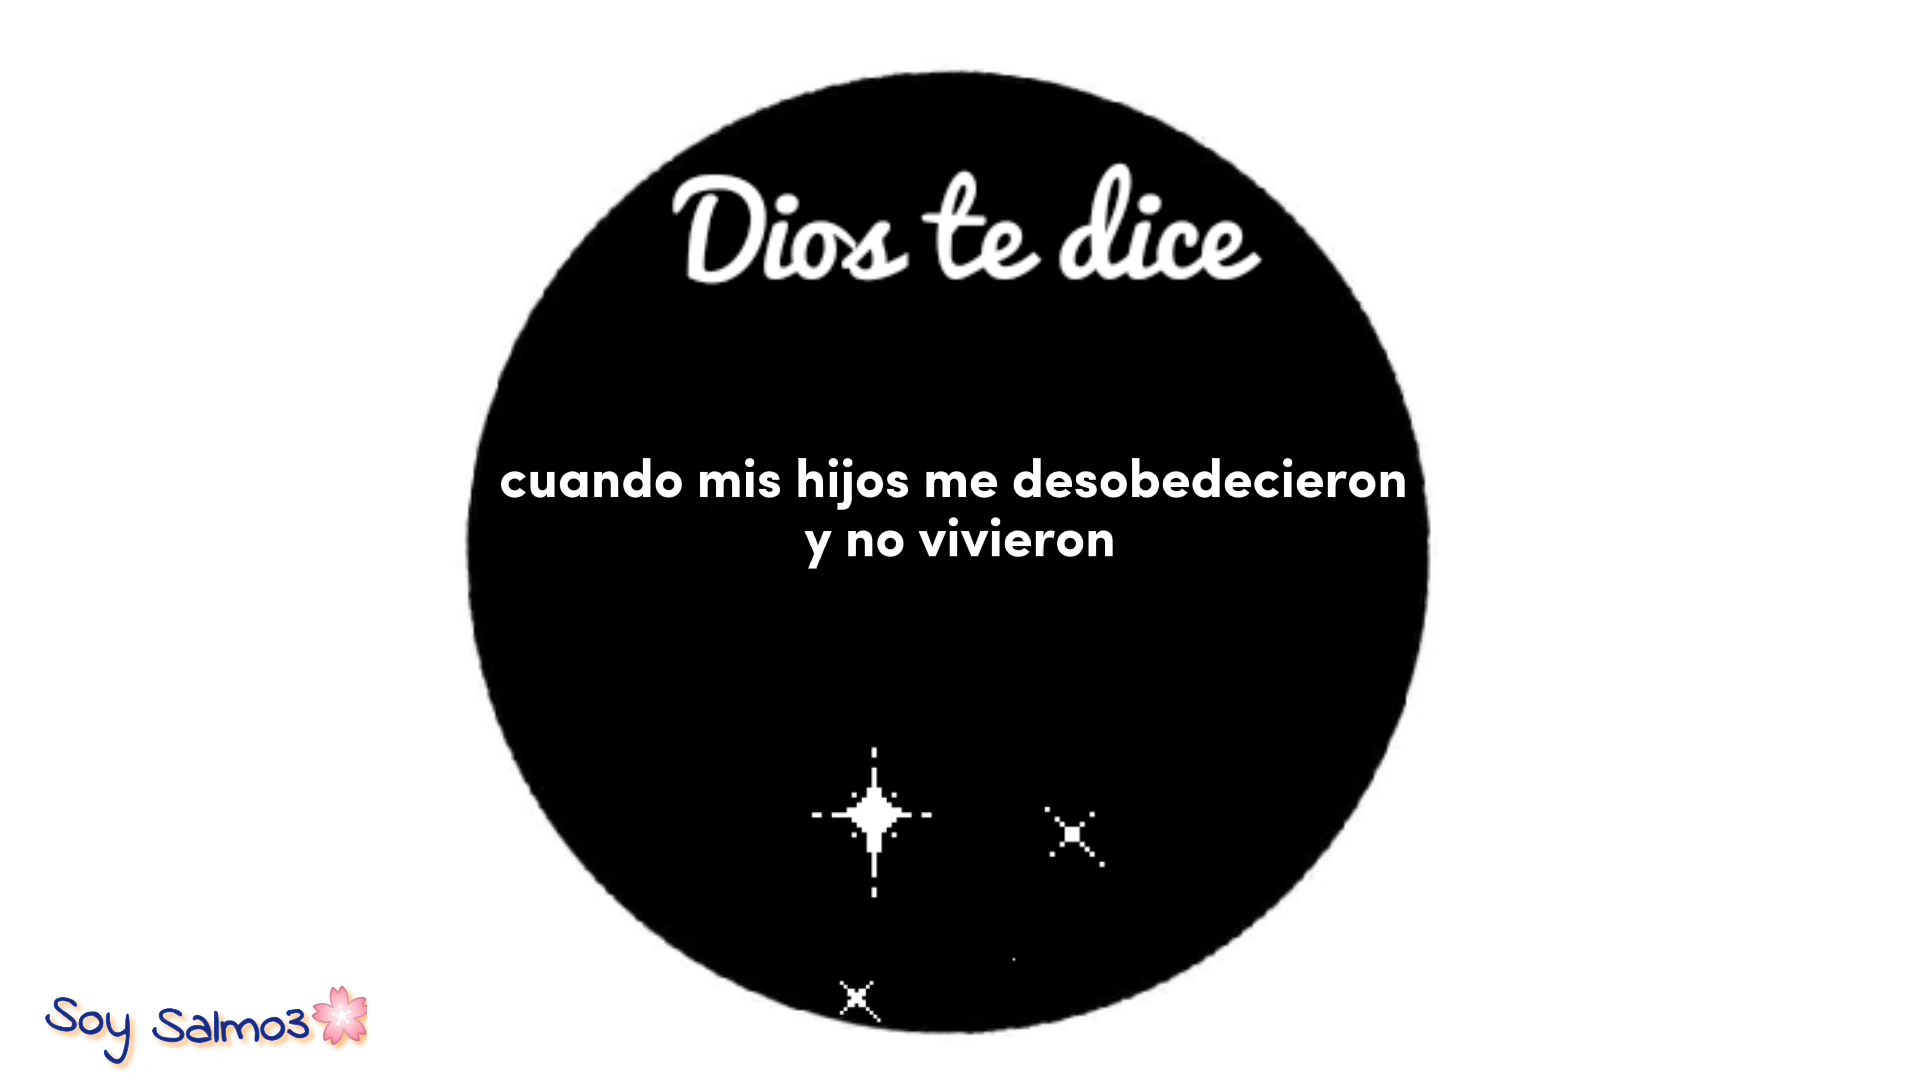 Dios te dice
cuando mis hijos me desobedecieron
y no vivieron
Soy Salmo3